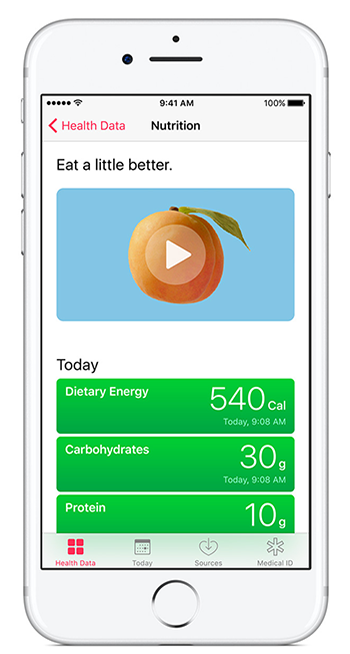 9:41 AM
100%
Health Data
Nutrition
Eat a little better.
Today
Dietary Energy
540 Cal
Today, 9:08 AM
Carbohydrates
30 g
Today, 9:08 AM
Protein
10 g
Health Data
Today
Sources
Medical ID